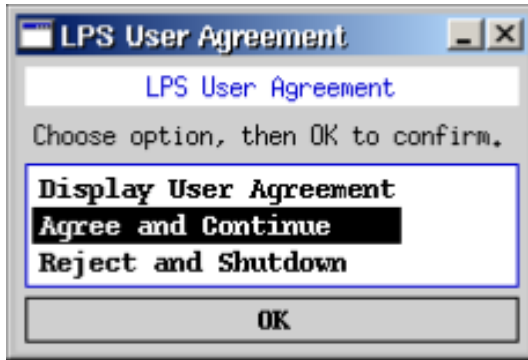 LPS User Agreement
LPS User Agreement
Choose option, then OK to confirm.
Display User Agreement
Agree and Continue
Reject and Shutdown
OK